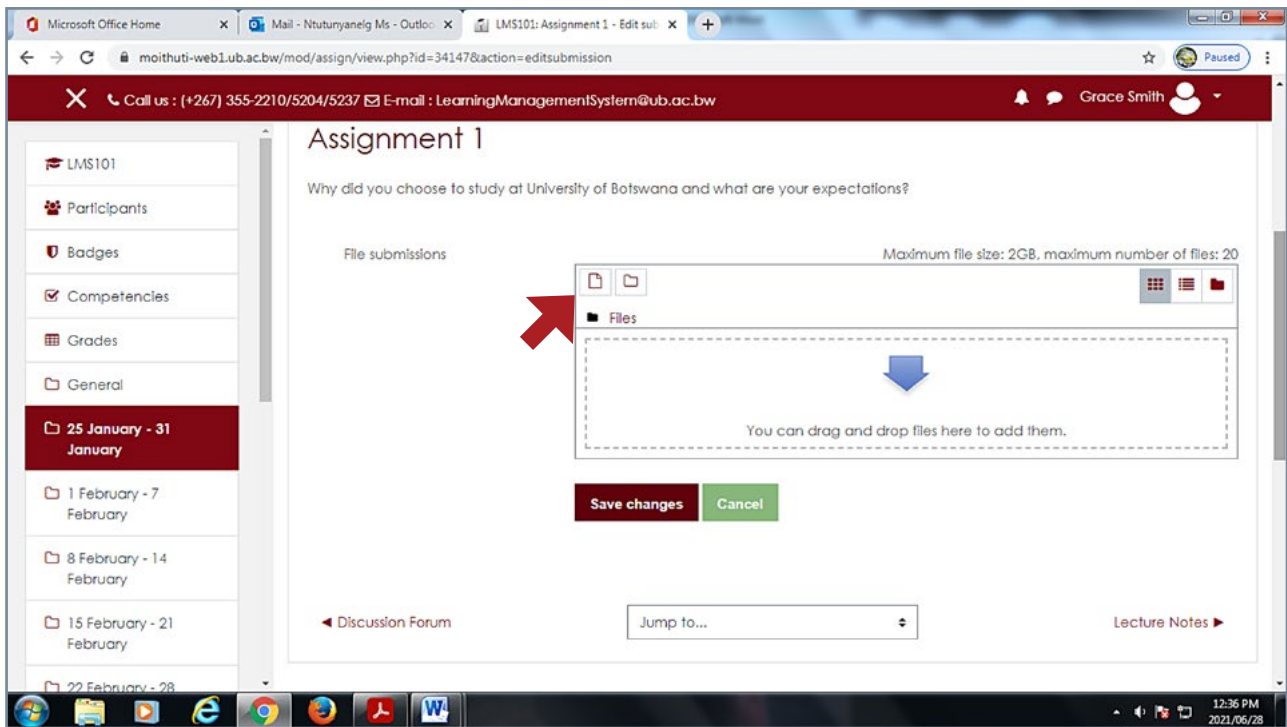 Microsoft Office Home
Mail - Ntutunyanelg Ms - Outloo
LMS101: Assignment 1 - Edit sub
moithuti-web1.ub.ac.bw/mod/assign/view.php?id=34147&action=editsubmission
Paused
Call us : (+267) 355-2210/5204/5237 E-mail : LearningManagementSystem@ub.ac.bw
Grace Smith
LMS101
Participants
Badges
Competencies
Grades
General
25 January - 31
January
1 February - 7
February
8 February - 14
February
15 February - 21
February
22 February - 28
Assignment 1
Why did you choose to study at University of Botswana and what are your expectations?
File submissions
Maximum file size: 2GB, maximum number of files: 20
Files
You can drag and drop files here to add them.
Save changes
Cancel
◄ Discussion Forum
Jump to...
Lecture Notes ►
12:36 PM
2021/06/28